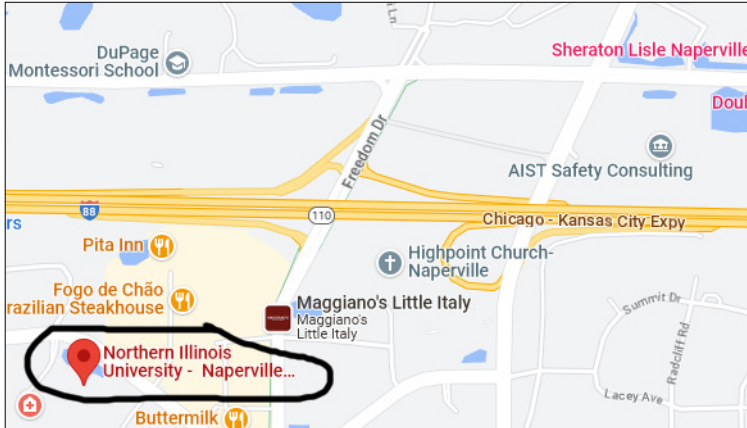 Ln
DuPage
Montessori School
Sheraton Lisle Naperville
Doul
Freedom Dr
AIST Safety Consulting
88
110
Chicago - Kansas City Expy
rs
Pita Inn
Highpoint Church-
Naperville
Fogo de Chão
razilian Steakhouse
Maggiano's Little Italy
Maggiano's
Little Italy
Summit Dr
Radcliff Rd
Northern Illinois
University - Naperville...
Lacey Ave
Buttermilk